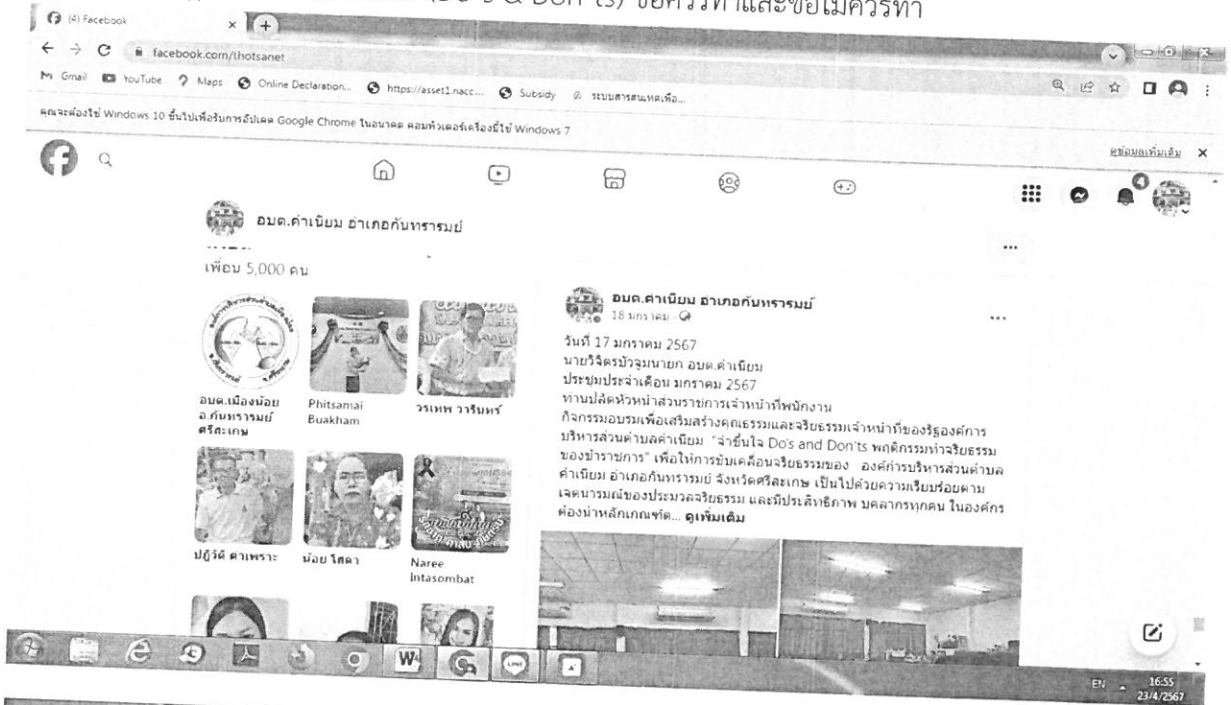 (Do's & Don'ts) ข้อควรทำและข้อไม่ควรทำ
(4) Facebook
facebook.com/thotsanet
Gmail YouTube Maps Online Declaration... https://asset1.nacc.... Subsidy ระบบสารสนเทศเพื่อ...
คุณจะต้องใช้ Windows 10 ขึ้นไปเพื่อรับการอัปเดต Google Chrome ในอนาคต คอมพิวเตอร์เครื่องนี้ใช้ Windows 7
ดูข้อมูลเพิ่มเติม
4
อบต.คำเนียม อำเภอกันทรารมย์
เพื่อน 5,000 คน
อบต.เมืองน้อย
อ.กันทรารมย์
ศรีสะเกษ
Phitsamai
Buakham
วรเทพ วารินทร์
ปฎิวัติ คำเพราะ
น้อย โสดา
Naree
Intasombat
อบต.คำเนียม อำเภอกันทรารมย์
18 มกราคม
วันที่ 17 มกราคม 2567
นายวิจิตรบัวจูมนายก อบต.คำเนียม
ประชุมประจำเดือน มกราคม 2567
ท่านปลัดหัวหน้าส่วนราชการเจ้าหน้าที่พนักงาน
กิจกรรมอบรมเพื่อเสริมสร้างคุณธรรมและจริยธรรมเจ้าหน้าที่ของรัฐองค์การ
บริหารส่วนตำบลคำเนียม "จำขึ้นใจ Do's and Don'ts พฤติกรรมทำจริยธรรม
ของข้าราชการ" เพื่อให้การขับเคลื่อนจริยธรรมของ องค์การบริหารส่วนตำบล
คำเนียม อำเภอกันทรารมย์ จังหวัดศรีสะเกษ เป็นไปด้วยความเรียบร้อยตาม
เจตนารมณ์ของประมวลจริยธรรม และมีประสิทธิภาพ บุคลากรทุกคน ในองค์กร
ต้องนำหลักเกณฑ์ด... ดูเพิ่มเติม
EN
16:55
23/4/2567